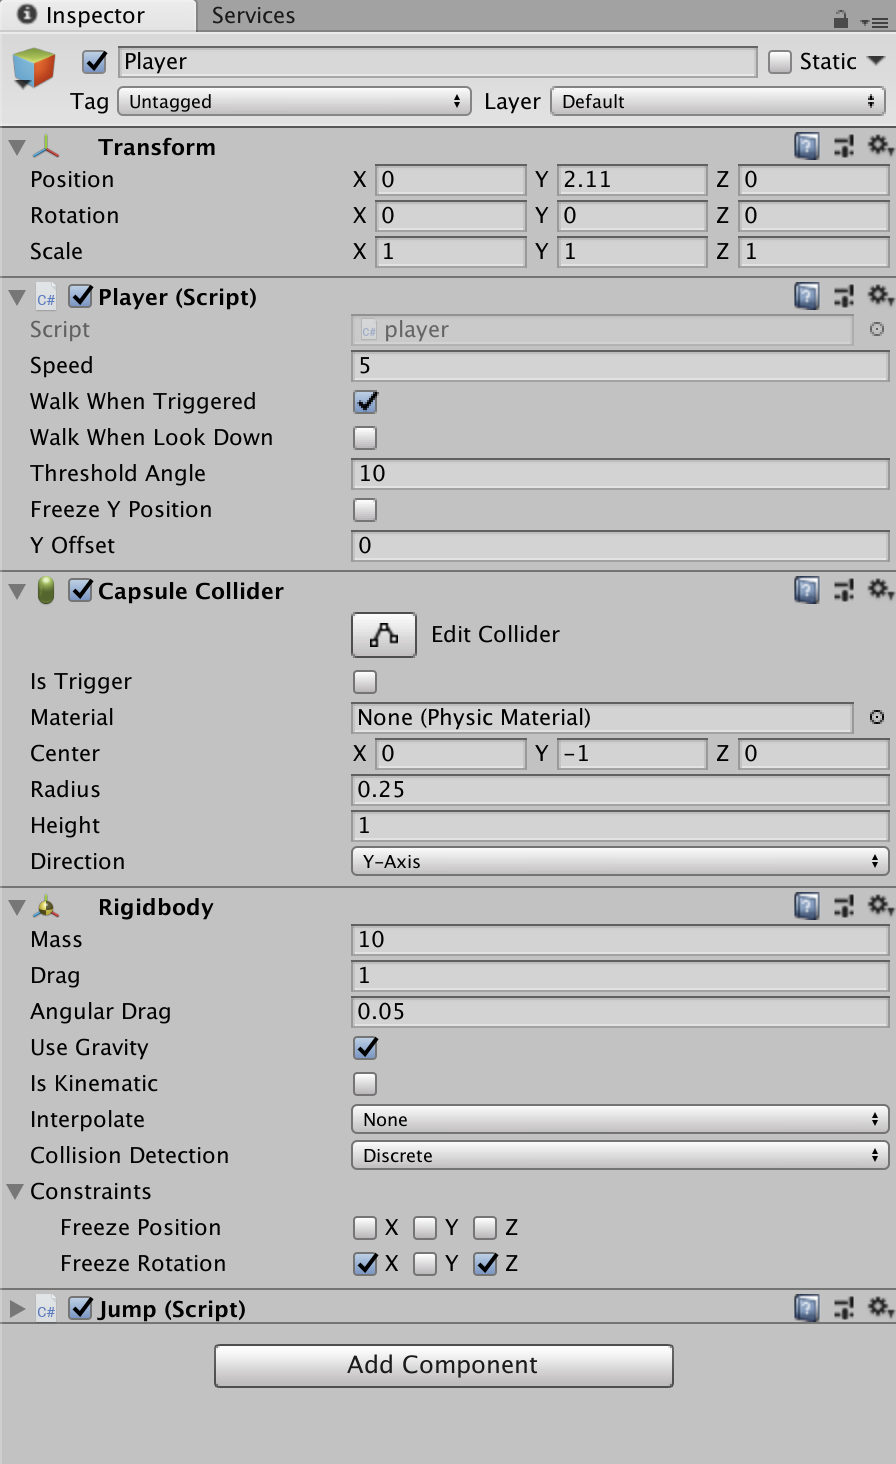 Inspector Services
Player Static
Tag Untagged Layer Default
Transform
Position X 0 Y 2.11 Z 0
Rotation X 0 Y 0 Z 0
Scale X 1 Y 1 Z 1
C# Player (Script)
Script C# player
Speed 5
Walk When Triggered
Walk When Look Down
Threshold Angle 10
Freeze Y Position
Y Offset 0
Capsule Collider
Edit Collider
Is Trigger
Material None (Physic Material)
Center X 0 Y -1 Z 0
Radius 0.25
Height 1
Direction Y-Axis
Rigidbody
Mass 10
Drag 1
Angular Drag 0.05
Use Gravity
Is Kinematic
Interpolate None
Collision Detection Discrete
Constraints
Freeze Position X Y Z
Freeze Rotation X Y Z
C# Jump (Script)
Add Component